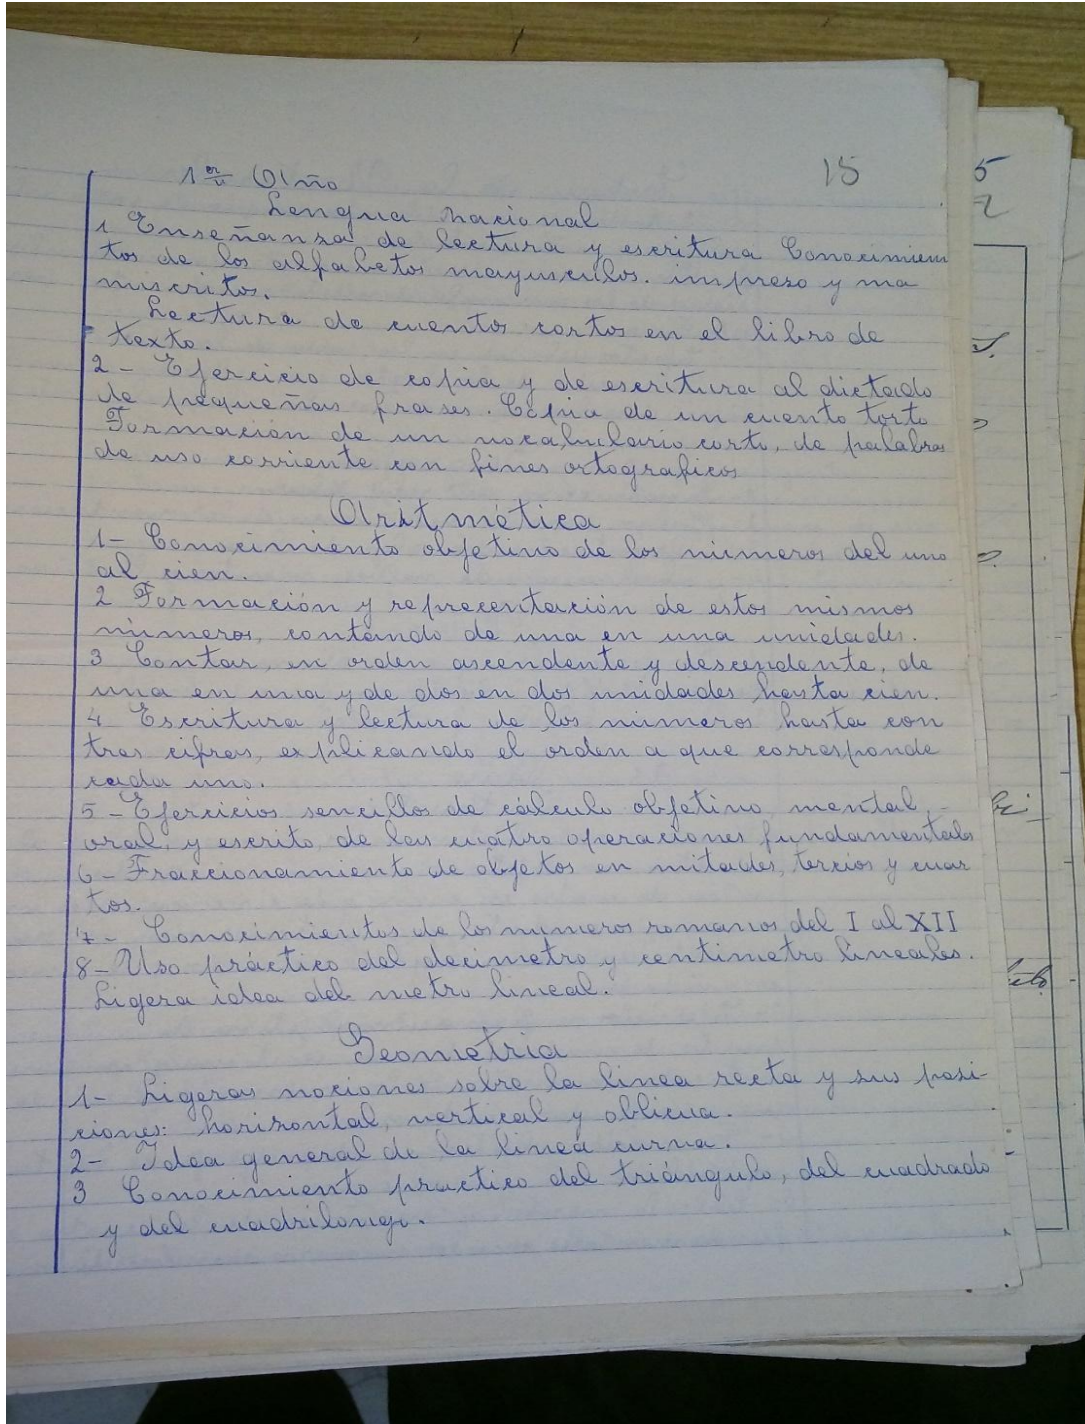 1er Año
15
Lengua nacional
1 Enseñanza de lectura y escritura Conocimien
tos de los alfabetos mayusculos. impreso y ma
nuscritos.
Lectura de cuentos cortos en el libro de
texto.
2 - Ejercicio de copia y de escritura al dictado
de pequeñas frases. Copia de un cuento torto
Formación de un vocabulario corto, de palabras
de uso corriente con fines ortograficos
Aritmética
1- Conocimiento objetivo de los numeros del uno
al cien.
2 Formación y reprecentación de estos mismos
numeros, contando de una en una unidades.
3 Contar, en orden ascendente y descendente, de
una en una y de dos en dos unidades hasta cien.
4 Escritura y lectura de los numeros hasta con
tres cifras, explicando el orden a que corresponde
cada uno.
5 - Ejercicios sencillos de cálculo objetivo mental, -
oral, y escrito, de las cuatro operaciones fundamentales
6 - Fraccionamiento de objetos en mitades, tercios y cuar
tos.
7 - Conocimientos de los numeros romanos del I al XII
8 - Uso práctico del decimetro y centimetro lineales.
Ligera idea del metro lineal.
Geometria
1- Ligeras nociones sobre la linea recta y sus posi-
ciones: horizontal, vertical y oblicua.
2- Idea general de la linea curva.
3 Conocimiento practico del triángulo, del cuadrado
y del cuadrilongo.